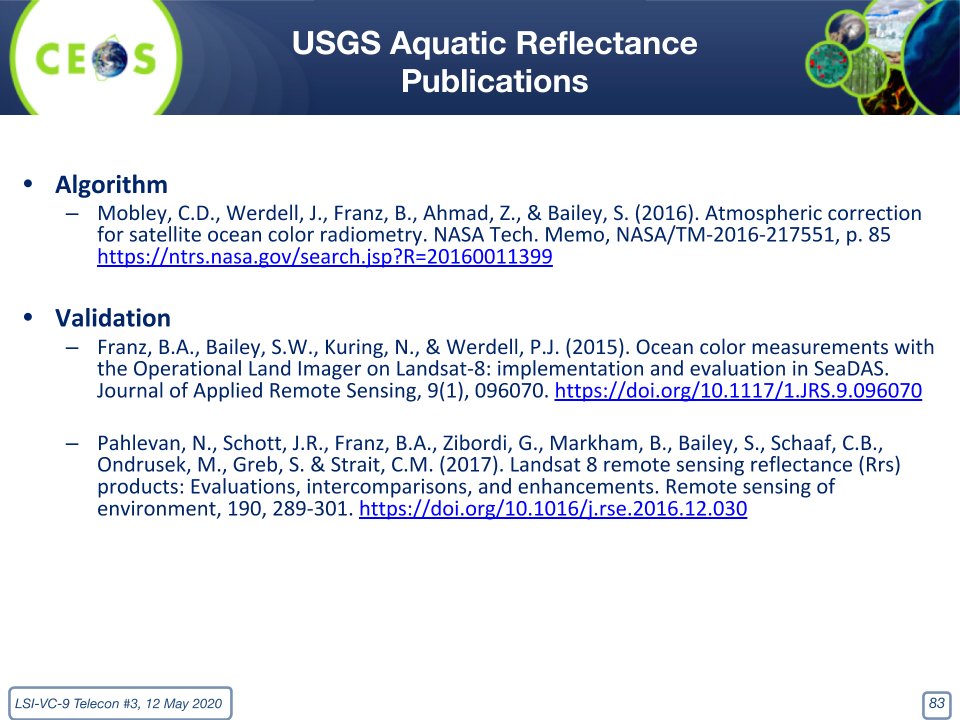 CEOS
USGS Aquatic Reflectance
Publications
• Algorithm
– Mobley, C.D., Werdell, J., Franz, B., Ahmad, Z., & Bailey, S. (2016). Atmospheric correction
for satellite ocean color radiometry. NASA Tech. Memo, NASA/TM-2016-217551, p. 85
https://ntrs.nasa.gov/search.jsp?R=20160011399
• Validation
– Franz, B.A., Bailey, S.W., Kuring, N., & Werdell, P.J. (2015). Ocean color measurements with
the Operational Land Imager on Landsat-8: implementation and evaluation in SeaDAS.
Journal of Applied Remote Sensing, 9(1), 096070. https://doi.org/10.1117/1.JRS.9.096070
– Pahlevan, N., Schott, J.R., Franz, B.A., Zibordi, G., Markham, B., Bailey, S., Schaaf, C.B.,
Ondrusek, M., Greb, S. & Strait, C.M. (2017). Landsat 8 remote sensing reflectance (Rrs)
products: Evaluations, intercomparisons, and enhancements. Remote sensing of
environment, 190, 289-301. https://doi.org/10.1016/j.rse.2016.12.030
LSI-VC-9 Telecon #3, 12 May 2020
83